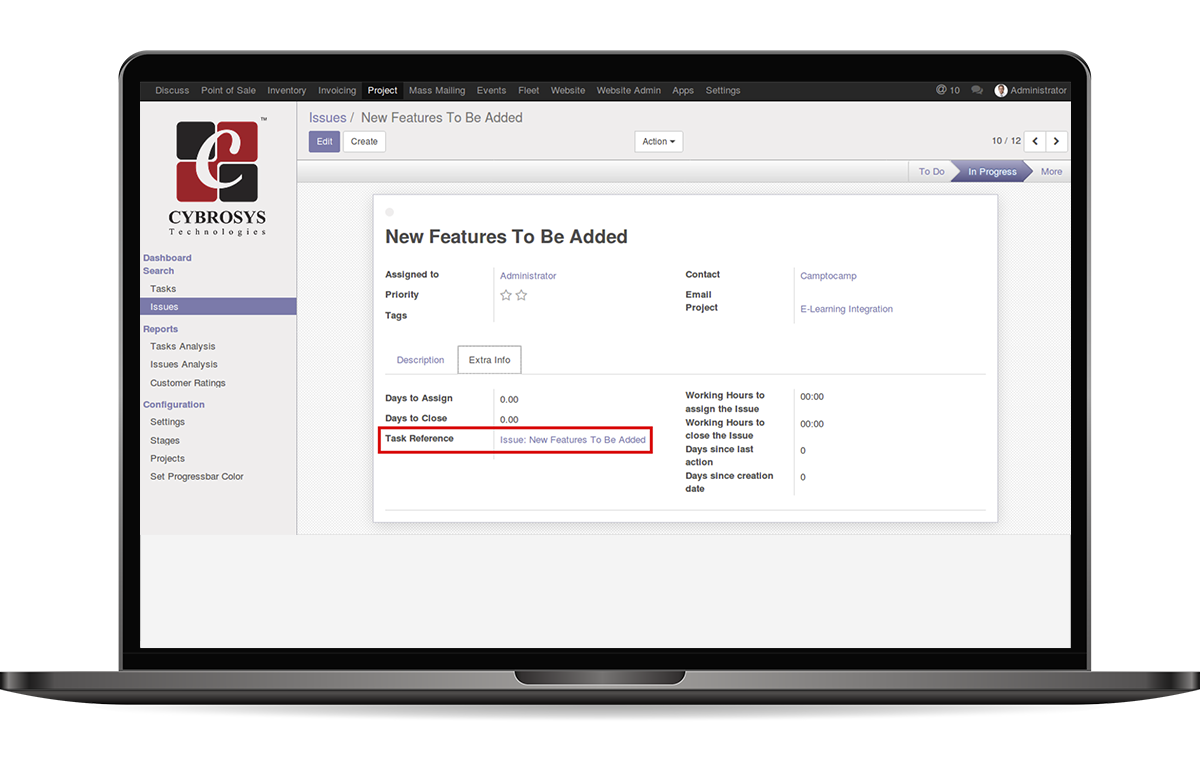 Discuss Point of Sale Inventory Invoicing Project Mass Mailing Events Fleet Website Website Admin Apps Settings @ 10 Administrator
CYBROSYS
Technologies
TM
Dashboard
Search
Tasks
Issues
Reports
Tasks Analysis
Issues Analysis
Customer Ratings
Configuration
Settings
Stages
Projects
Set Progressbar Color
Issues / New Features To Be Added
Edit Create Action 10 / 12
To Do In Progress More
New Features To Be Added
Assigned to Administrator
Priority
Tags
Contact Camptocamp
Email
Project E-Learning Integration
Description Extra Info
Days to Assign 0.00
Days to Close 0.00
Task Reference Issue: New Features To Be Added
Working Hours to
assign the Issue 00:00
Working Hours to
close the Issue 00:00
Days since last
action 0
Days since creation
date 0